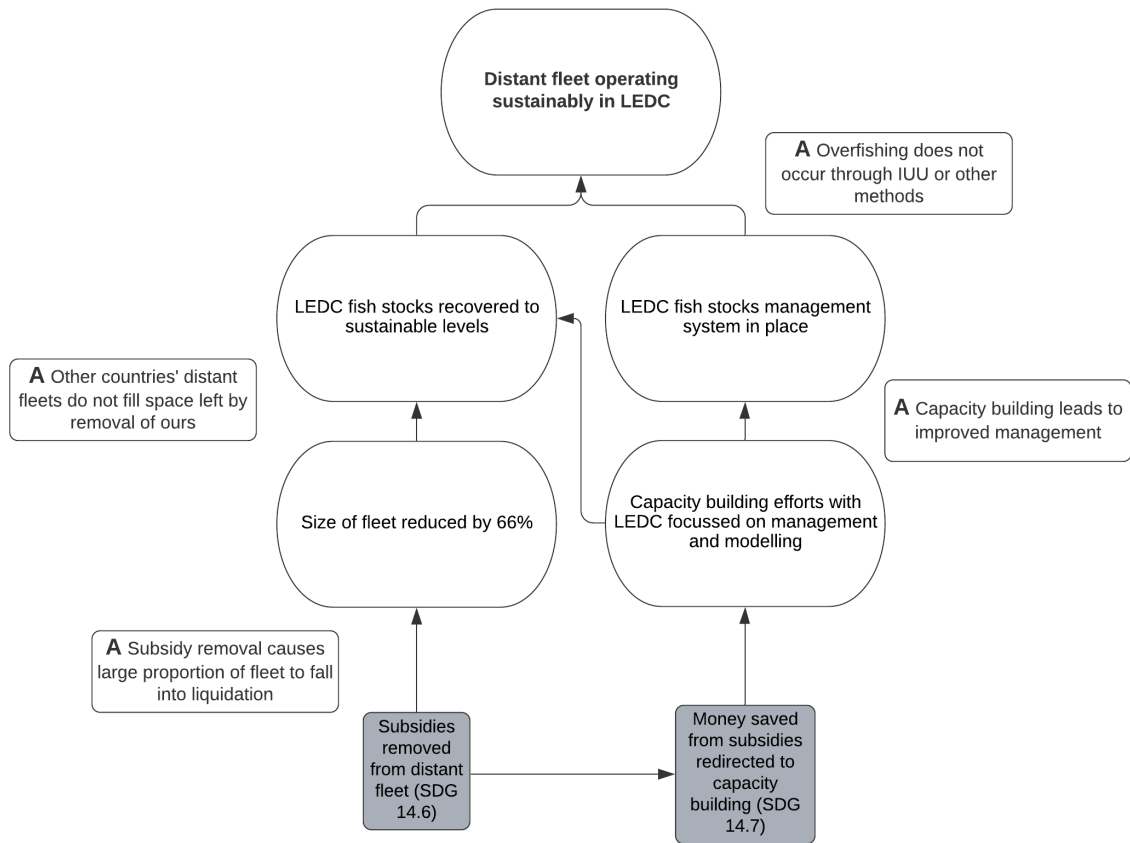 Distant fleet operating
sustainably in LEDC
A Overfishing does not
occur through IUU or other
methods
LEDC fish stocks recovered to
sustainable levels
LEDC fish stocks management
system in place
A Other countries' distant
fleets do not fill space left by
removal of ours
A Capacity building leads to
improved management
Size of fleet reduced by 66%
Capacity building efforts with
LEDC focussed on management
and modelling
A Subsidy removal causes
large proportion of fleet to fall
into liquidation
Subsidies
removed
from distant
fleet (SDG
14.6)
Money saved
from subsidies
redirected to
capacity
building (SDG
14.7)